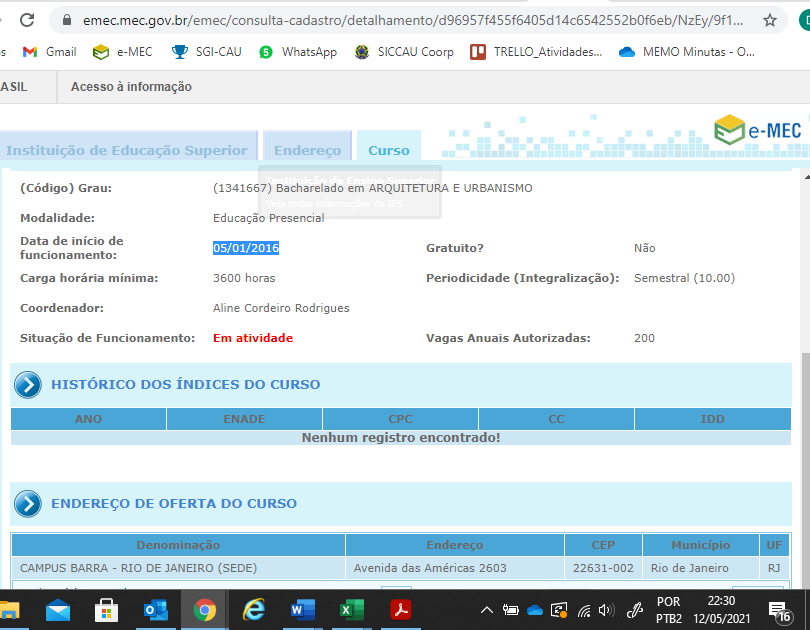 emec.mec.gov.br/emec/consulta-cadastro/detalhamento/d96957f455f6405d14c6542552b0f6eb/NzEy/9f1...
s Gmail e-MEC SGI-CAU WhatsApp SICCAU Coorp TRELLO_Atividades... MEMO Minutas - O...
ASIL Acesso à informação
e-MEC
Instituição de Educação Superior Endereço Curso
Instituição de Ensino Superior
Veja todas informações da IES
(Código) Grau: (1341667) Bacharelado em ARQUITETURA E URBANISMO
Modalidade: Educação Presencial
Data de início de funcionamento: 05/01/2016 Gratuito? Não
Carga horária mínima: 3600 horas Periodicidade (Integralização): Semestral (10.00)
Coordenador: Aline Cordeiro Rodrigues
Situação de Funcionamento: Em atividade Vagas Anuais Autorizadas: 200
HISTÓRICO DOS ÍNDICES DO CURSO
ANO ENADE CPC CC IDD
Nenhum registro encontrado!
ENDEREÇO DE OFERTA DO CURSO
Denominação Endereço CEP Município UF
CAMPUS BARRA - RIO DE JANEIRO (SEDE) Avenida das Américas 2603 22631-002 Rio de Janeiro RJ
POR 22:30
PTB2 12/05/2021
16